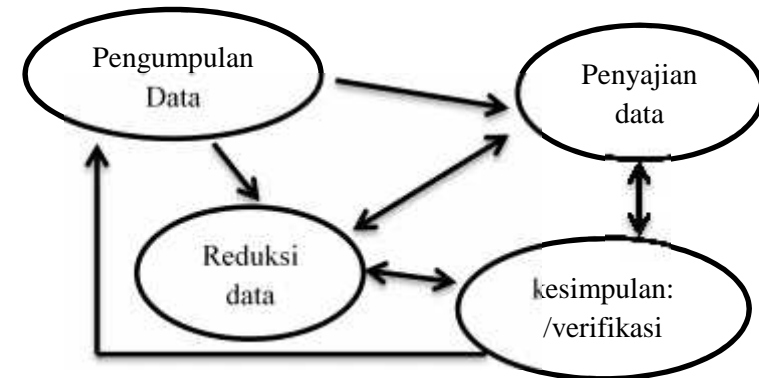 Pengumpulan
Data
Penyajian
data
Reduksi
data
kesimpulan:
/verifikasi